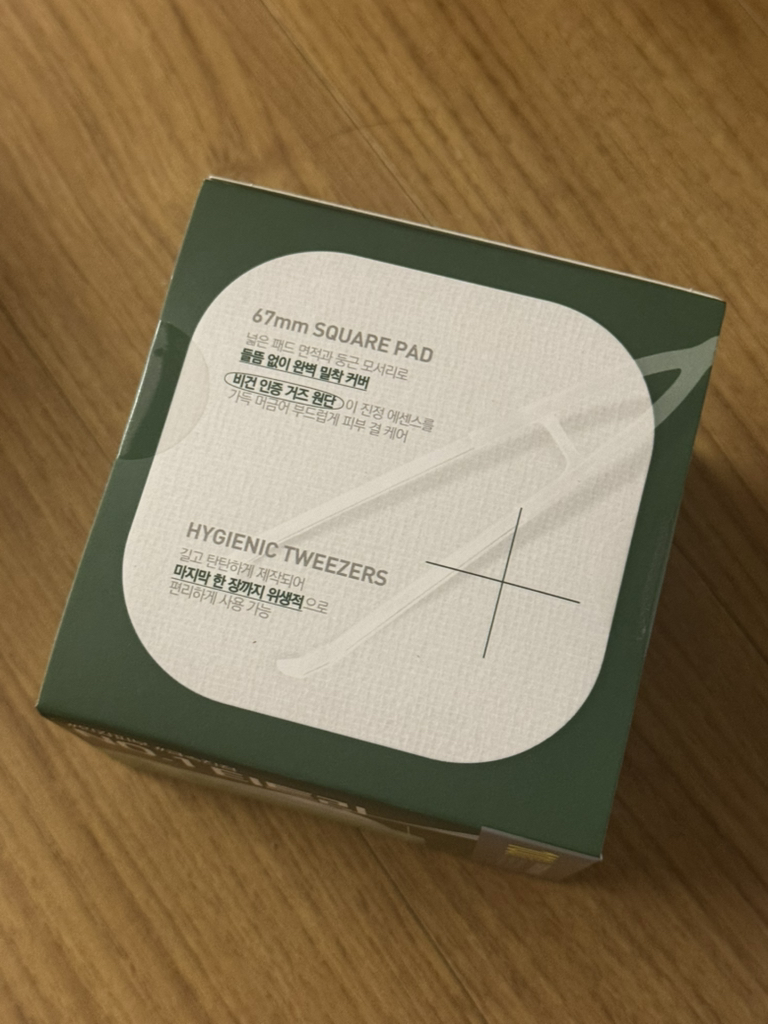 67mm SQUARE PAD
넓은 패드 면적과 둥근 모서리로
들뜸 없이 완벽 밀착 커버
비건 인증 거즈 원단 이 진정 에센스를
가득 머금어 부드럽게 피부 결 케어
HYGIENIC TWEEZERS
길고 탄탄하게 제작되어
마지막 한 장까지 위생적으로
편리하게 사용 가능